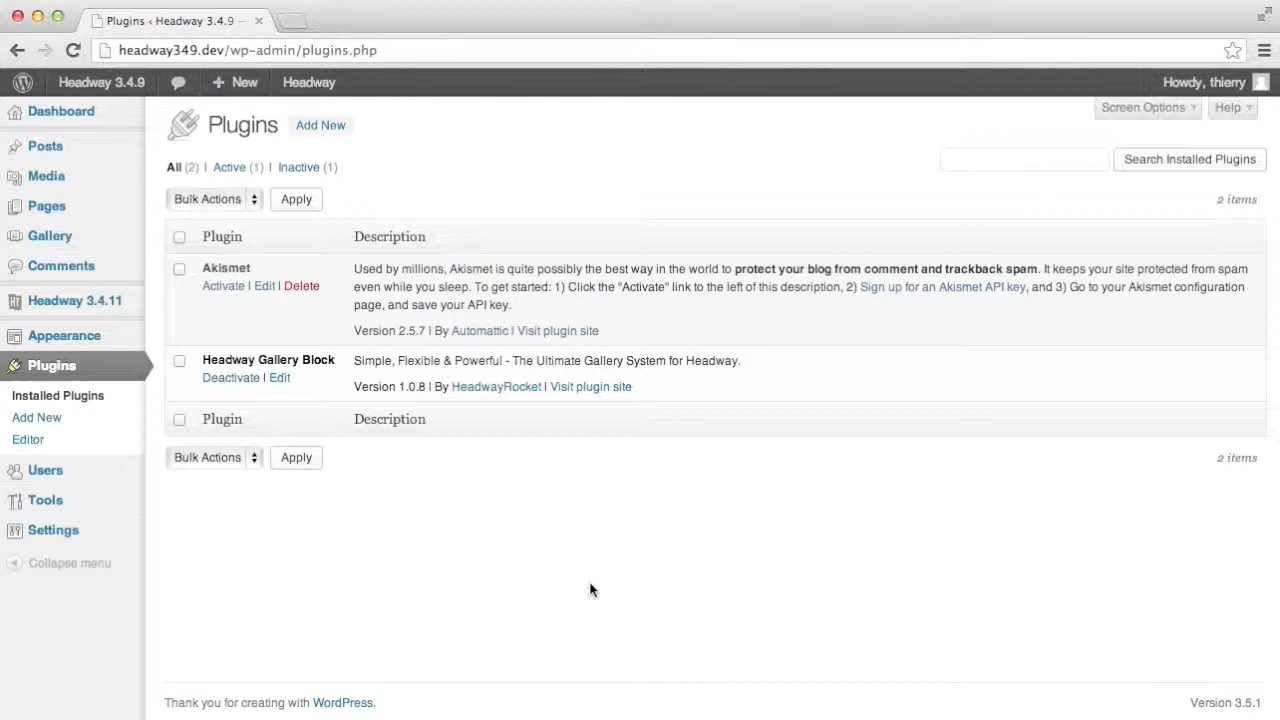 Plugins ‹ Headway 3.4.9 —
headway349.dev/wp-admin/plugins.php
Headway 3.4.9
New
Headway
Howdy, thierry
Dashboard
Posts
Media
Pages
Gallery
Comments
Headway 3.4.11
Appearance
Plugins
Installed Plugins
Add New
Editor
Users
Tools
Settings
Collapse menu
Screen Options
Help
Plugins Add New
All (2) | Active (1) | Inactive (1)
Search Installed Plugins
Bulk Actions Apply
2 items
Plugin Description
Akismet
Activate | Edit | Delete
Used by millions, Akismet is quite possibly the best way in the world to protect your blog from comment and trackback spam. It keeps your site protected from spam
even while you sleep. To get started: 1) Click the "Activate" link to the left of this description, 2) Sign up for an Akismet API key, and 3) Go to your Akismet configuration
page, and save your API key.
Version 2.5.7 | By Automattic | Visit plugin site
Headway Gallery Block
Deactivate | Edit
Simple, Flexible & Powerful - The Ultimate Gallery System for Headway.
Version 1.0.8 | By HeadwayRocket | Visit plugin site
Plugin Description
Bulk Actions Apply
2 items
Thank you for creating with WordPress.
Version 3.5.1